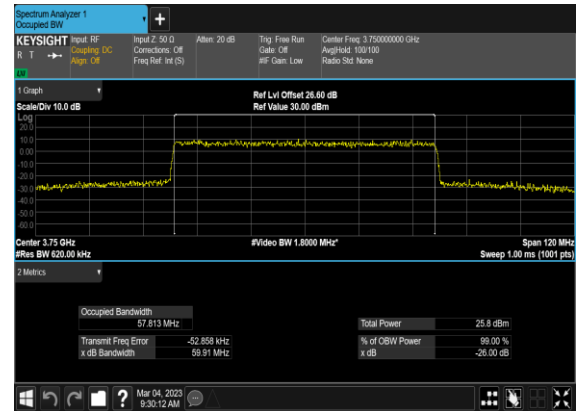 Spectrum Analyzer 1
Occupied BW
KEYSIGHT Input: RF Input Z: 50 Ω Atten: 20 dB Trig: Free Run Center Freq: 3.750000000 GHz
R T Coupling: DC Corrections: Off Gate: Off Avg|Hold: 100/100
Align: Off Freq Ref: Int (S) #IF Gain: Low Radio Std: None
1 Graph
Ref Lvl Offset 26.60 dB
Scale/Div 10.0 dB Ref Value 30.00 dBm
Log
20.0
10.0
0.00
-10.0
-20.0
-30.0
-40.0
-50.0
-60.0
Center 3.75 GHz #Video BW 1.8000 MHz* Span 120 MHz
#Res BW 620.00 kHz Sweep 1.00 ms (1001 pts)
2 Metrics
Occupied Bandwidth
57.813 MHz Total Power 25.8 dBm
Transmit Freq Error -52.858 kHz % of OBW Power 99.00 %
x dB Bandwidth 59.91 MHz x dB -26.00 dB
Mar 04, 2023
9:30:12 AM